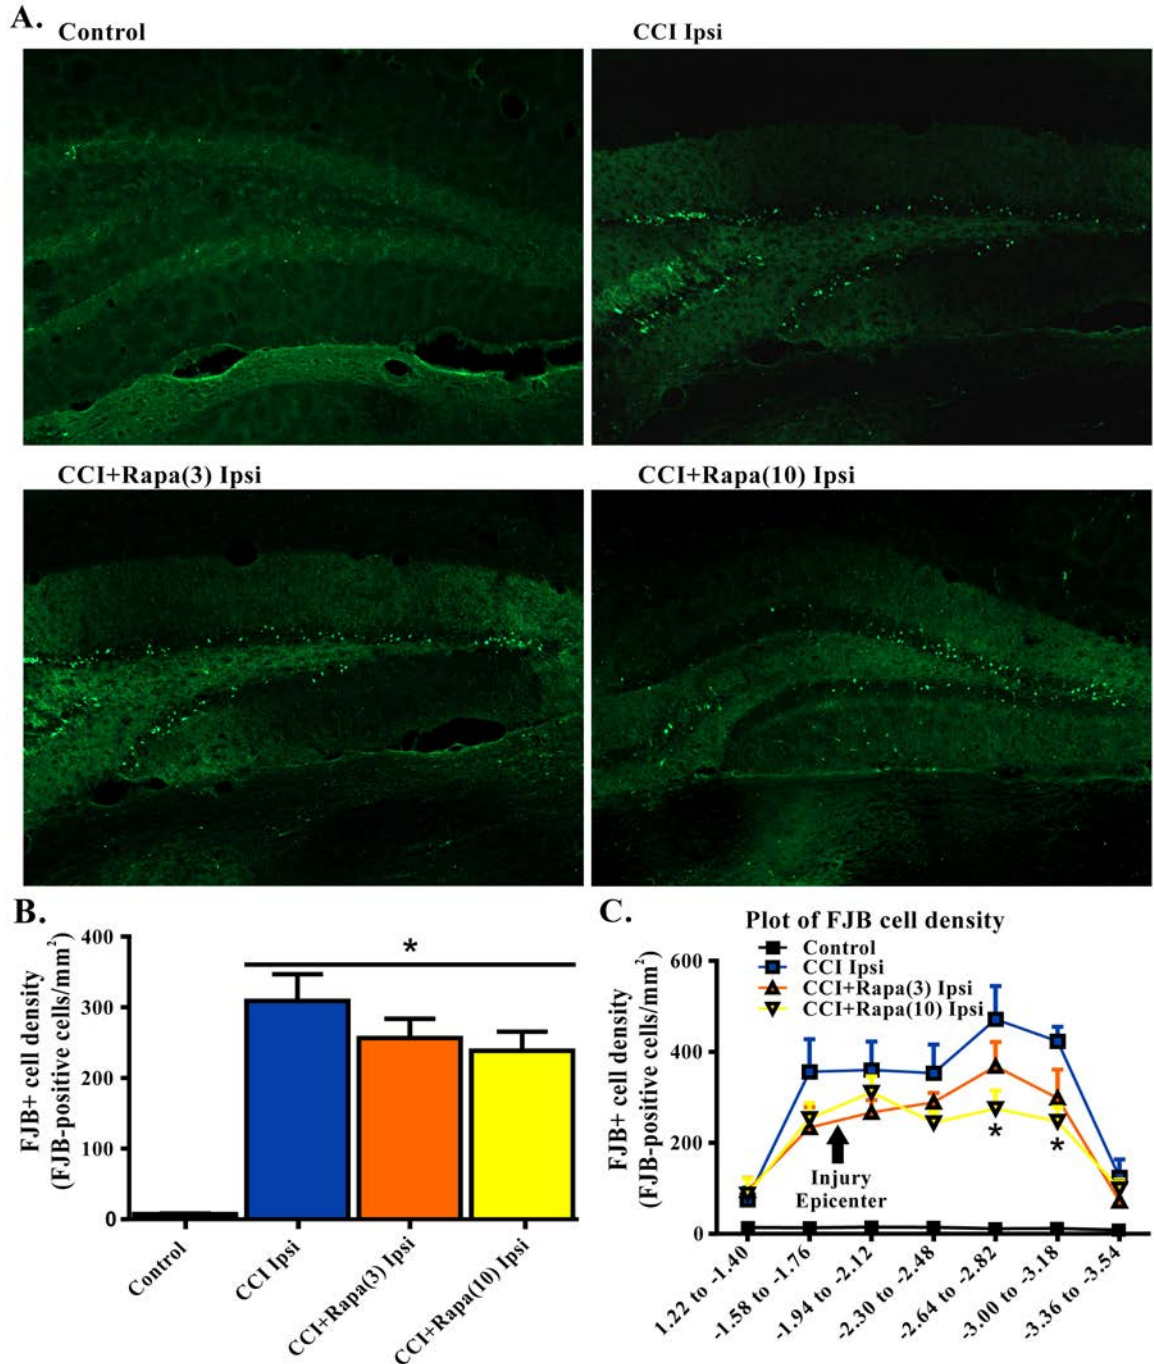 A.
Control
CCI Ipsi
CCI+Rapa(3) Ipsi
CCI+Rapa(10) Ipsi
B.
FJB+ cell density
(FJB-positive cells/mm²)
400
300
200
100
0
*
Control
CCI Ipsi
CCI+Rapa(3) Ipsi
CCI+Rapa(10) Ipsi
C.
Plot of FJB cell density
Control
CCI Ipsi
CCI+Rapa(3) Ipsi
CCI+Rapa(10) Ipsi
FJB+ cell density
(FJB-positive cells/mm²)
600
400
200
0
Injury
Epicenter
*
*
1.22 to -1.40
-1.58 to -1.76
-1.94 to -2.12
-2.30 to -2.48
-2.64 to -2.82
-3.00 to -3.18
-3.36 to -3.54